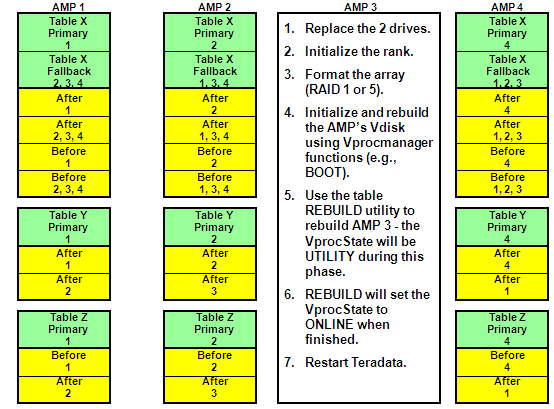 AMP 1
Table X
Primary
1
Table X
Fallback
2, 3, 4
After
1
After
2, 3, 4
Before
1
Before
2, 3, 4
Table Y
Primary
1
After
1
After
2
Table Z
Primary
1
Before
1
After
2
AMP 2
Table X
Primary
2
Table X
Fallback
1, 3, 4
After
2
After
1, 3, 4
Before
2
Before
1, 3, 4
Table Y
Primary
2
After
2
After
3
Table Z
Primary
2
Before
2
After
3
AMP 3
1. Replace the 2 drives.
2. Initialize the rank.
3. Format the array
(RAID 1 or 5).
4. Initialize and rebuild
the AMP's Vdisk
using Vprocmanager
functions (e.g.,
BOOT).
5. Use the table
REBUILD utility to
rebuild AMP 3 - the
VprocState will be
UTILITY during this
phase.
6. REBUILD will set the
VprocState to
ONLINE when
finished.
7. Restart Teradata.
AMP 4
Table X
Primary
4
Table X
Fallback
1, 2, 3
After
4
After
1, 2, 3
Before
4
Before
1, 2, 3
Table Y
Primary
4
After
4
After
1
Table Z
Primary
4
Before
4
After
1